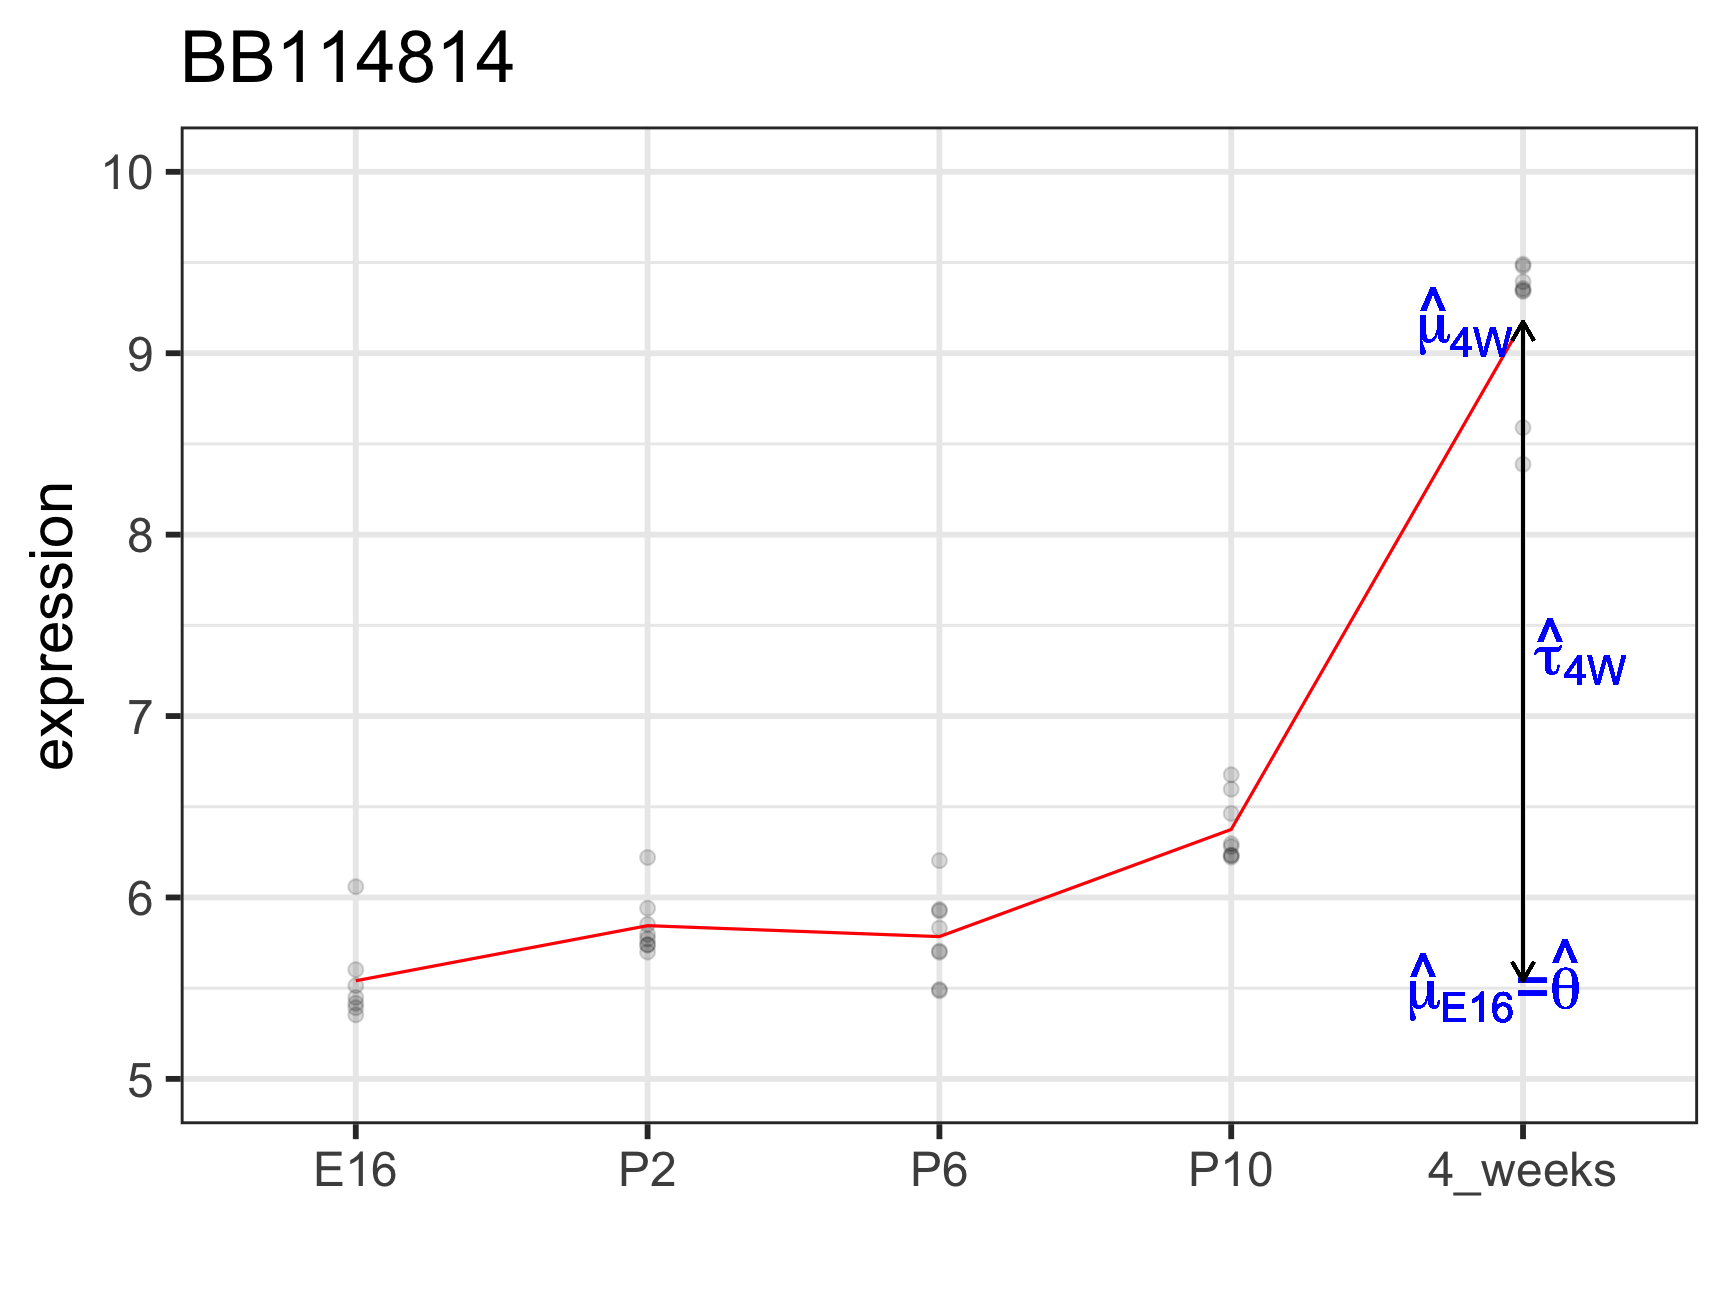 BB114814
expression
10
9
8
7
6
5
μ̂4W
τ̂4W
μ̂E16=θ̂
E16 P2 P6 P10 4_weeks